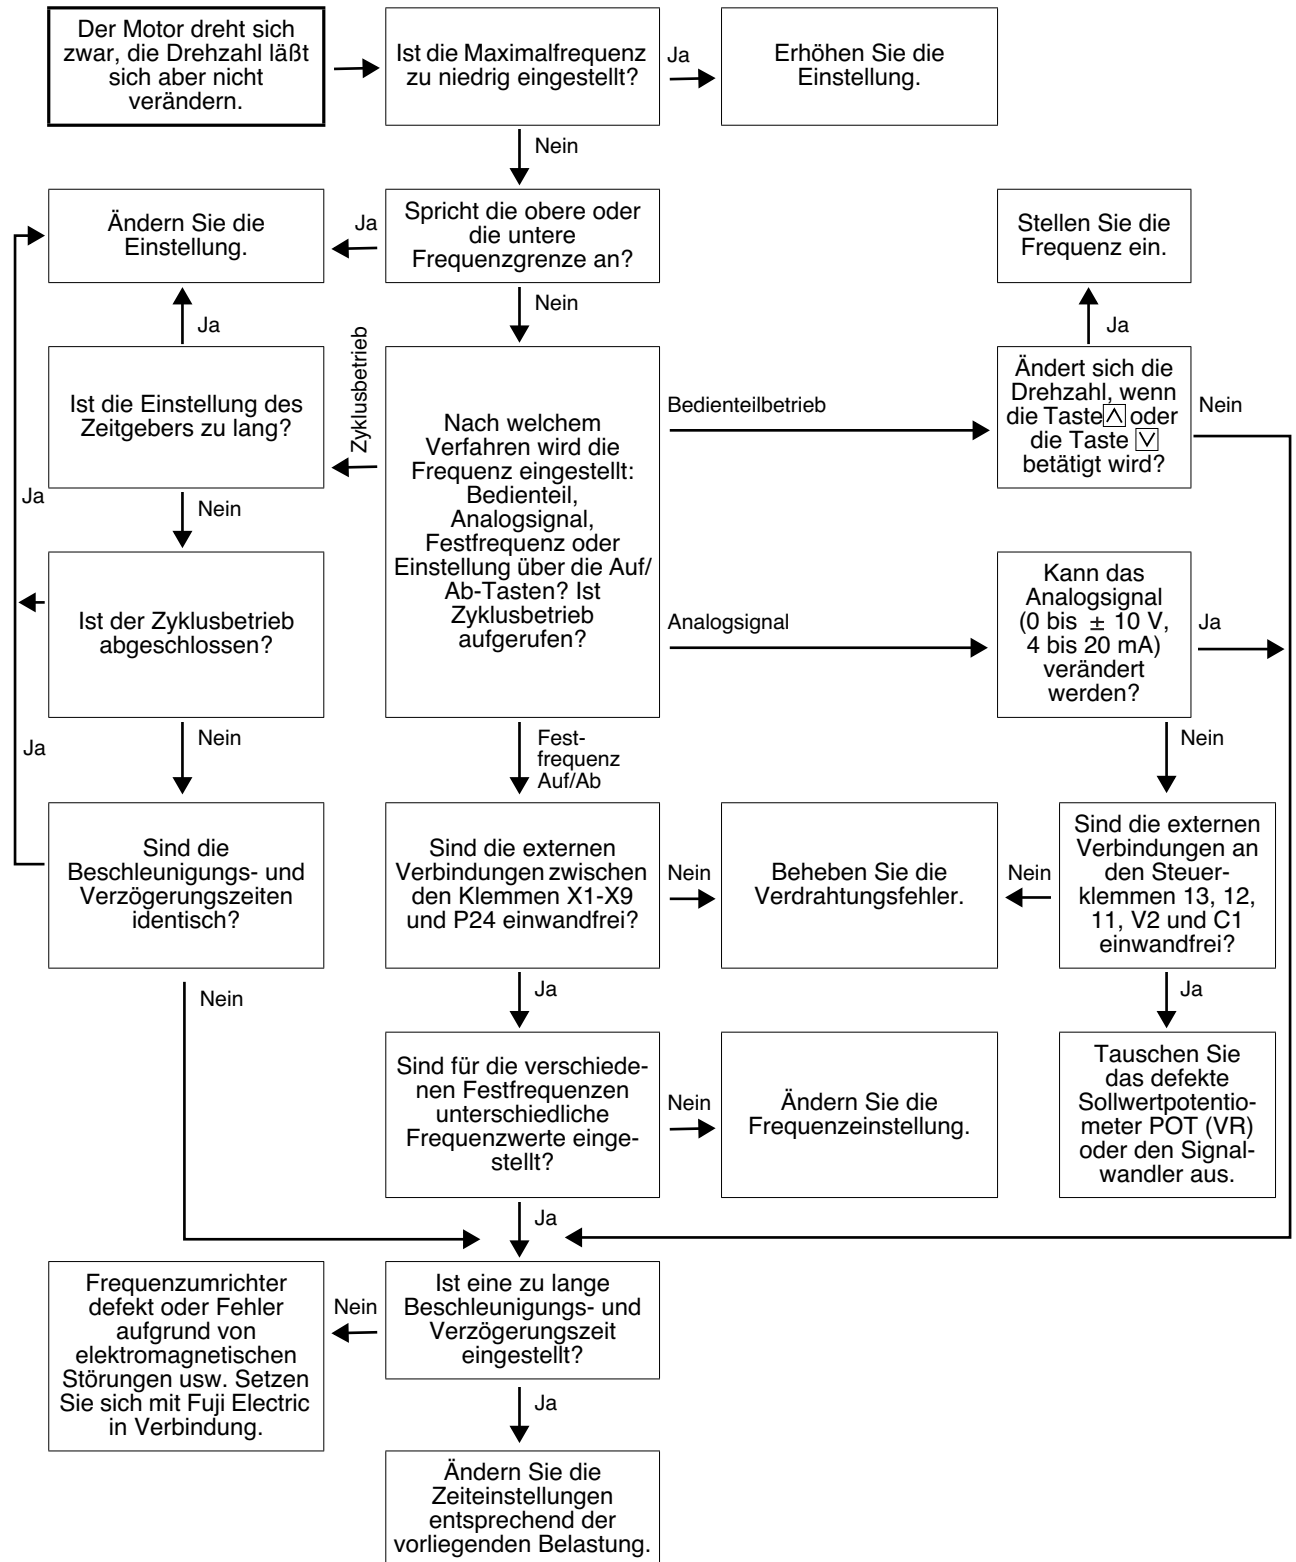 Der Motor dreht sich
zwar, die Drehzahl läßt
sich aber nicht
verändern.
Ist die Maximalfrequenz
zu niedrig eingestellt?
Ja
Erhöhen Sie die
Einstellung.
Nein
Ändern Sie die
Einstellung.
Ja
Spricht die obere oder
die untere
Frequenzgrenze an?
Stellen Sie die
Frequenz ein.
Ja
Nein
Ja
Ist die Einstellung des
Zeitgebers zu lang?
Zyklusbetrieb
Nach welchem
Verfahren wird die
Frequenz eingestellt:
Bedienteil,
Analogsignal,
Festfrequenz oder
Einstellung über die Auf/
Ab-Tasten? Ist
Zyklusbetrieb
aufgerufen?
Bedienteilbetrieb
Ändert sich die
Drehzahl, wenn
die Taste oder
die Taste
betätigt wird?
Nein
Ja
Nein
Ist der Zyklusbetrieb
abgeschlossen?
Analogsignal
Kann das
Analogsignal
(0 bis ± 10 V,
4 bis 20 mA)
verändert
werden?
Ja
Ja
Nein
Fest-
frequenz
Auf/Ab
Nein
Sind die
Beschleunigungs- und
Verzögerungszeiten
identisch?
Sind die externen
Verbindungen zwischen
den Klemmen X1-X9
und P24 einwandfrei?
Nein
Beheben Sie die
Verdrahtungsfehler.
Nein
Sind die externen
Verbindungen an
den Steuer-
klemmen 13, 12,
11, V2 und C1
einwandfrei?
Nein
Ja
Ja
Sind für die verschiede-
nen Festfrequenzen
unterschiedliche
Frequenzwerte einge-
stellt?
Nein
Ändern Sie die
Frequenzeinstellung.
Tauschen Sie
das defekte
Sollwertpotentio-
meter POT (VR)
oder den Signal-
wandler aus.
Ja
Frequenzumrichter
defekt oder Fehler
aufgrund von
elektromagnetischen
Störungen usw. Setzen
Sie sich mit Fuji Electric
in Verbindung.
Nein
Ist eine zu lange
Beschleunigungs- und
Verzögerungszeit
eingestellt?
Ja
Ändern Sie die
Zeiteinstellungen
entsprechend der
vorliegenden Belastung.